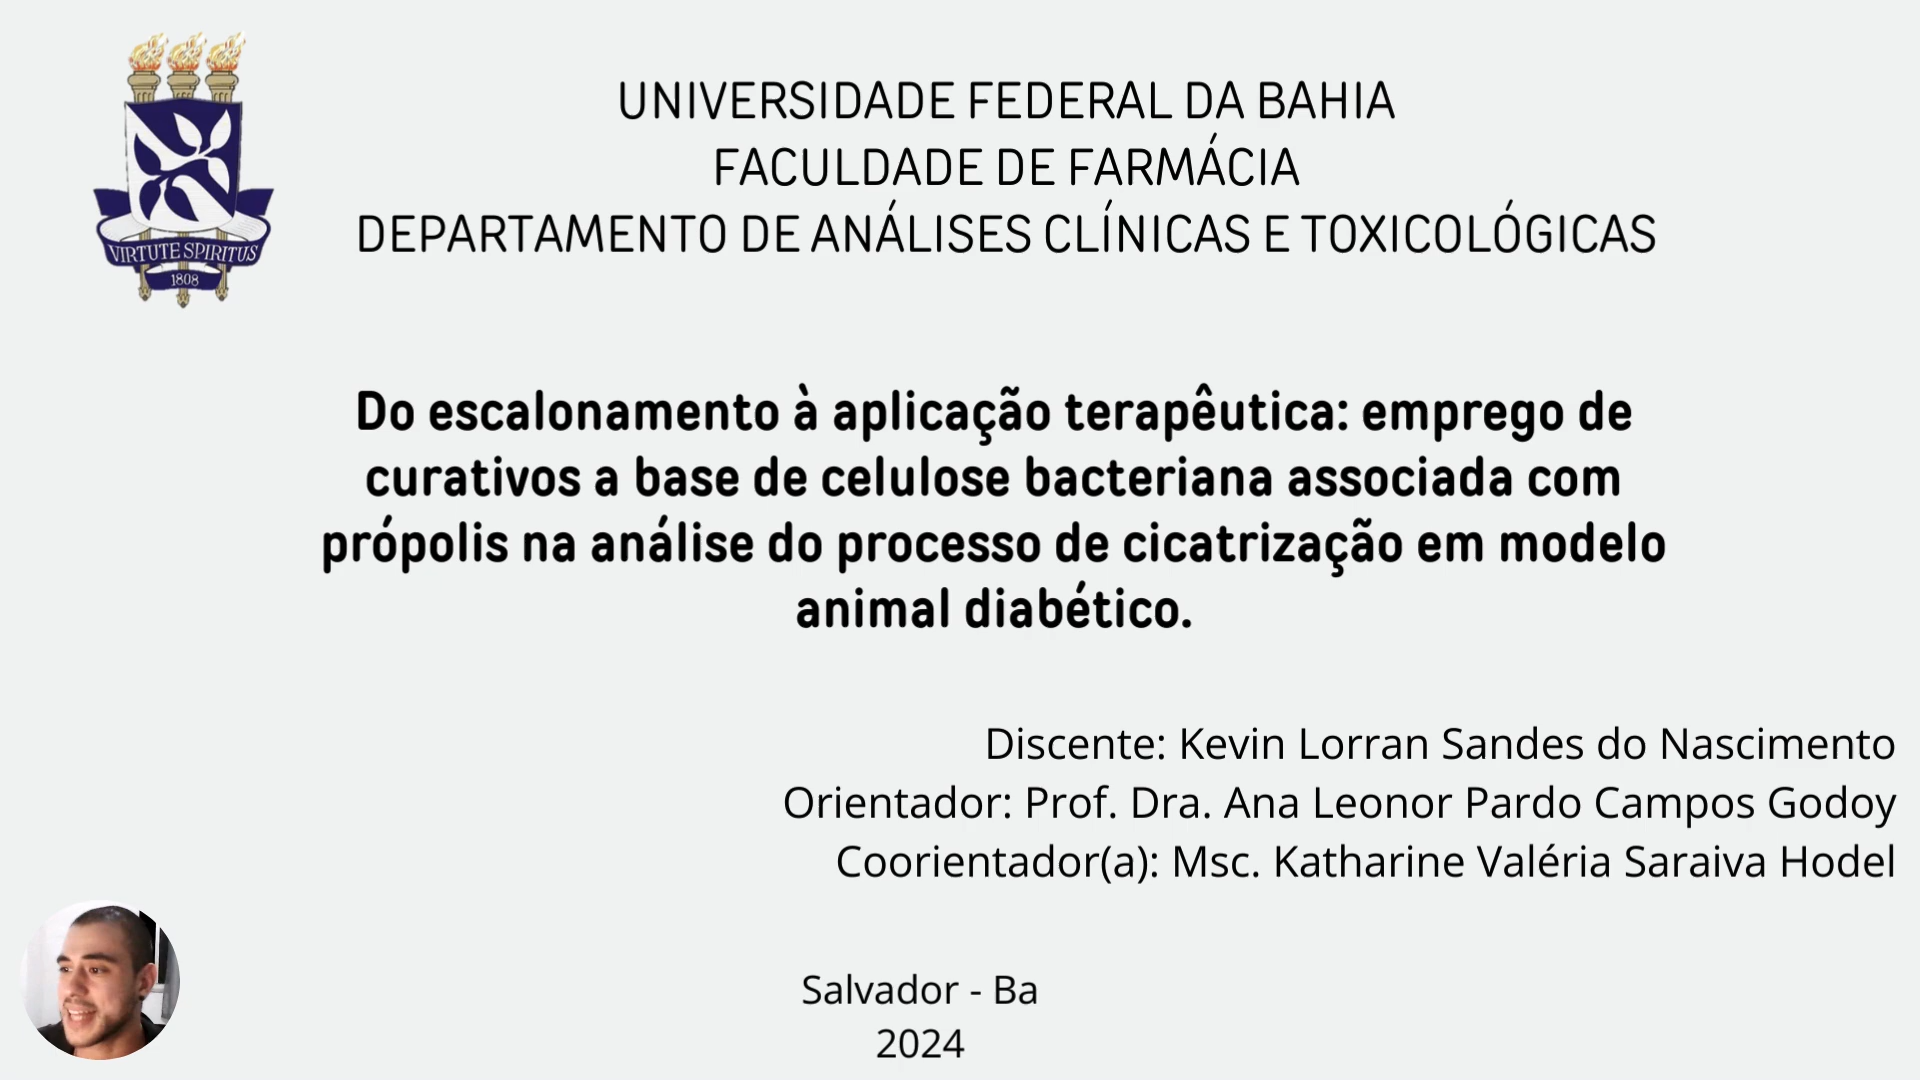 UNIVERSIDADE FEDERAL DA BAHIA
FACULDADE DE FARMÁCIA
DEPARTAMENTO DE ANÁLISES CLÍNICAS E TOXICOLÓGICAS
VIRTUTE SPIRITUS
1808
Do escalonamento à aplicação terapêutica: emprego de
curativos a base de celulose bacteriana associada com
própolis na análise do processo de cicatrização em modelo
animal diabético.
Discente: Kevin Lorran Sandes do Nascimento
Orientador: Prof. Dra. Ana Leonor Pardo Campos Godoy
Coorientador(a): Msc. Katharine Valéria Saraiva Hodel
Salvador - Ba
2024